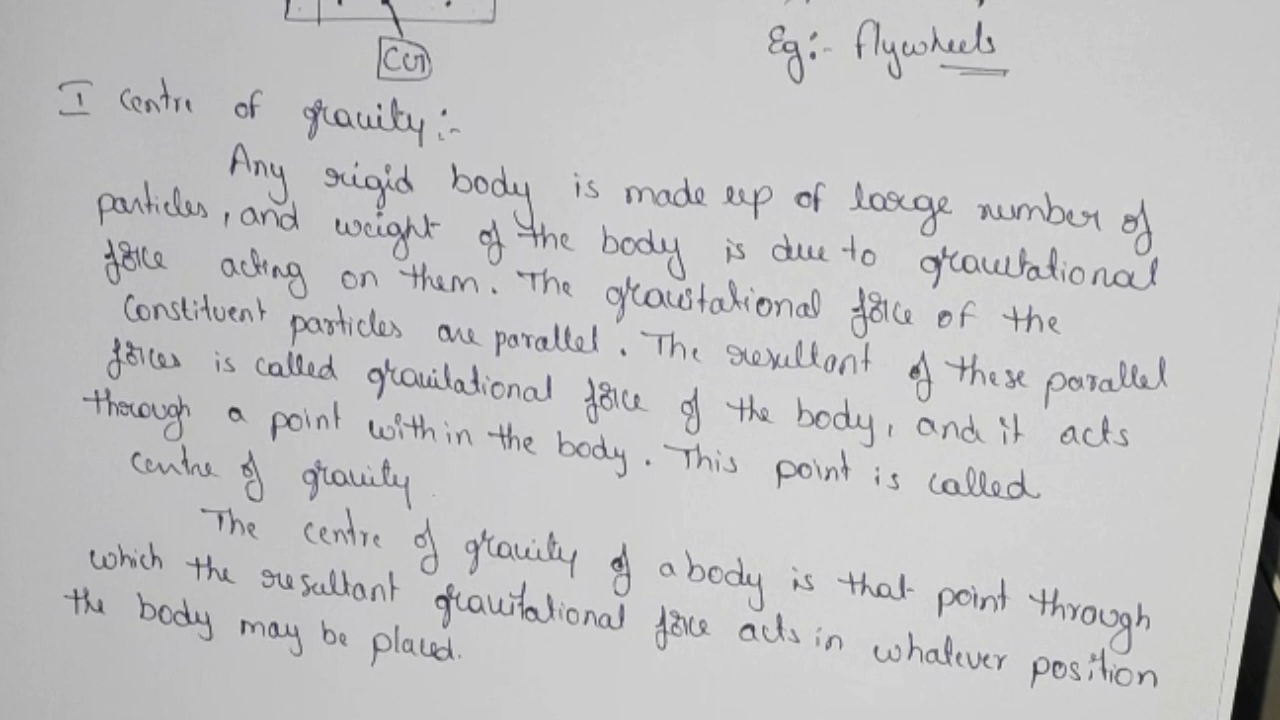 Eg:- flywheels
CG
I Centre of gravity:-
Any rigid body is made up of large number of
particles, and weight of the body is due to gravitational
force acting on them. The gravitational force of the
Constituent particles are parallel. The resultant of these parallel
forces is called gravitational force of the body, and it acts
through a point within the body. This point is called
centre of gravity
The centre of gravity of a body is that point through
which the resultant gravitational force acts in whatever position
the body may be placed.